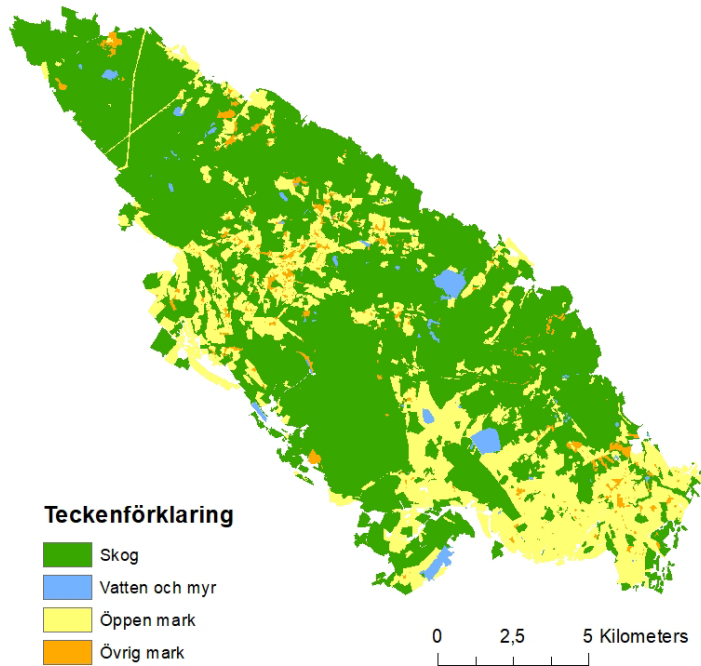 Teckenförklaring
Skog
Vatten och myr
Öppen mark
Övrig mark
0 2,5 5 Kilometers